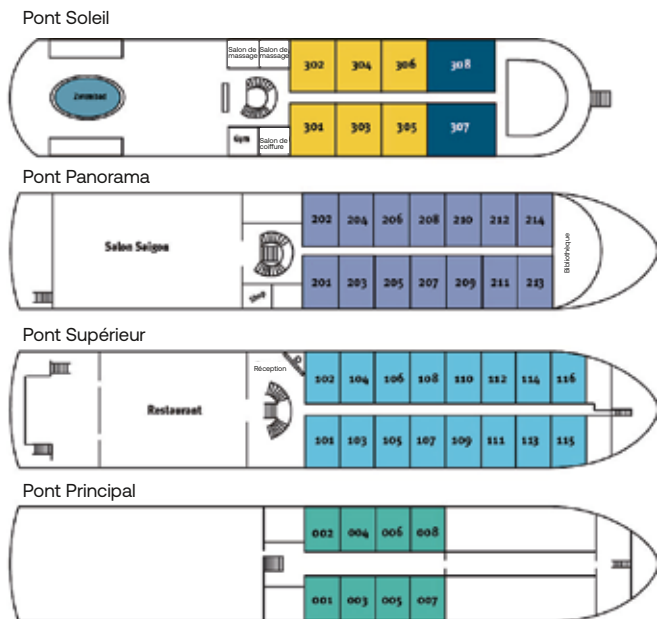 Pont Soleil
Salon de
massage
Salon de
massage
302 304 306 308
Gym
Salon de
coiffure
301 303 305 307
Pont Panorama
202 204 206 208 210 212 214
Salon Saigon
Bibliothèque
Shop
201 203 205 207 209 211 213
Pont Supérieur
Réception
102 104 106 108 110 112 114 116
Restaurant
101 103 105 107 109 111 113 115
Pont Principal
002 004 006 008
001 003 005 007